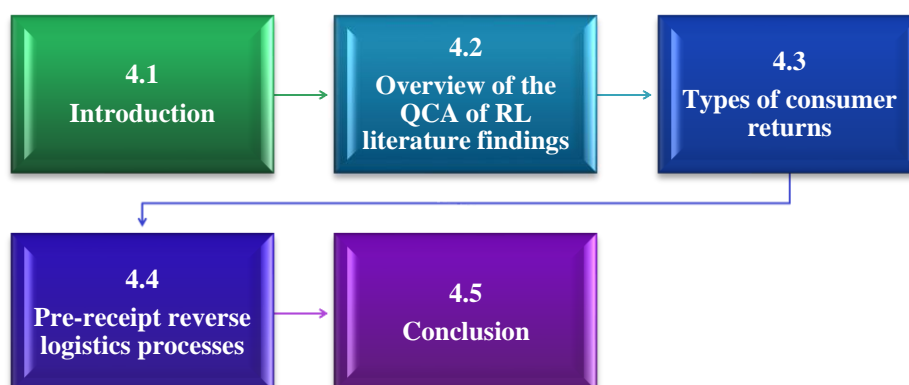 4.1
Introduction
4.2
Overview of the
QCA of RL
literature findings
4.3
Types of consumer
returns
4.4
Pre-receipt reverse
logistics processes
4.5
Conclusion